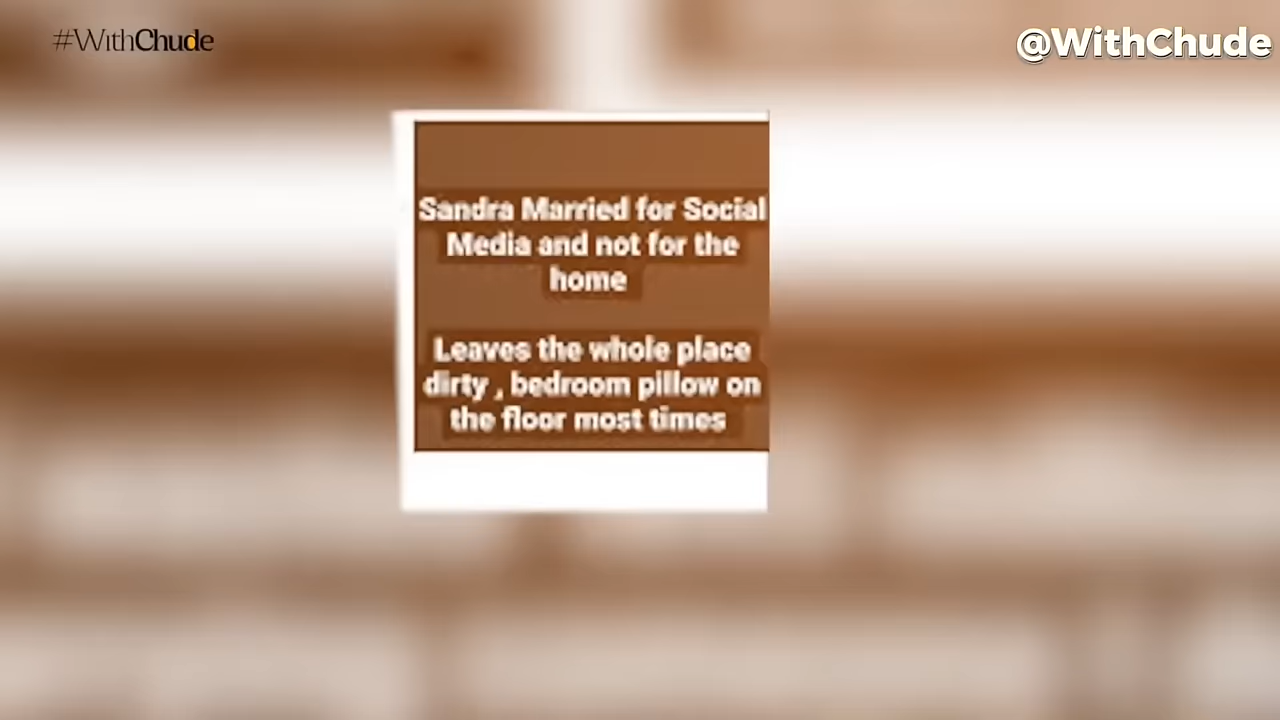 #WithChude
@WithChude
Sandra Married for Social
Media and not for the
home
Leaves the whole place
dirty , bedroom pillow on
the floor most times